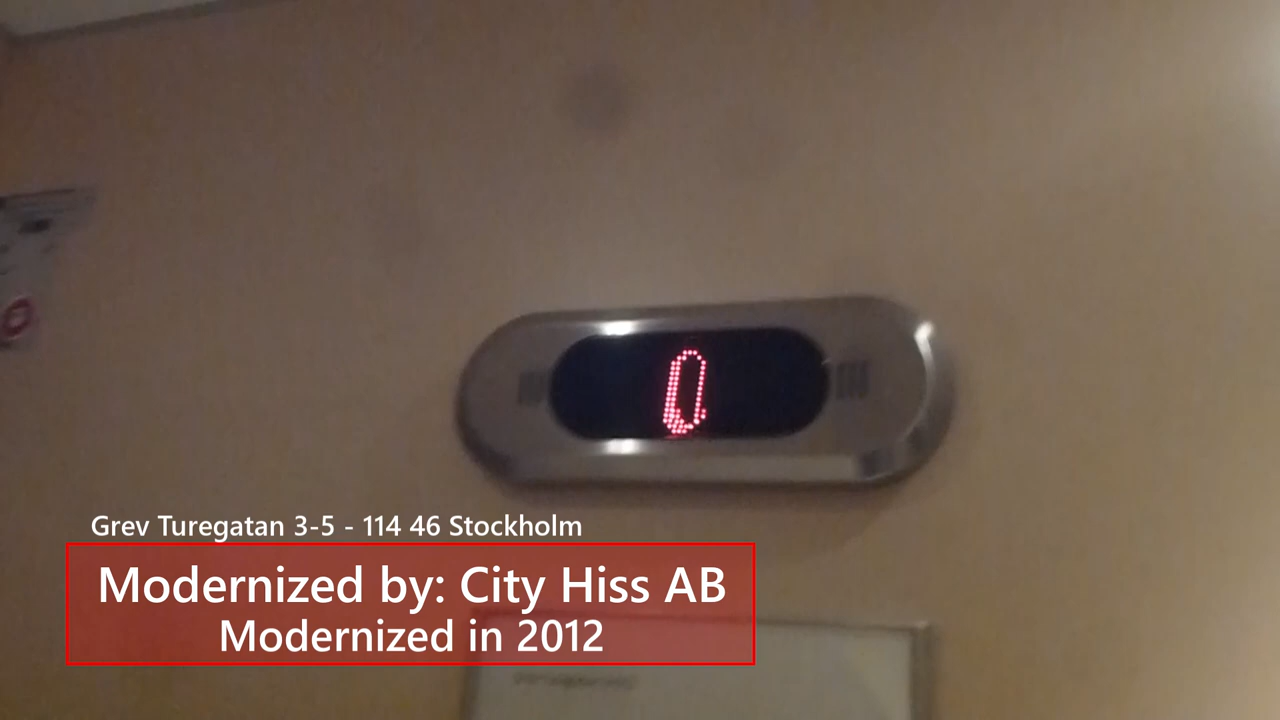 0
Grev Turegatan 3-5 - 114 46 Stockholm
Modernized by: City Hiss AB
Modernized in 2012